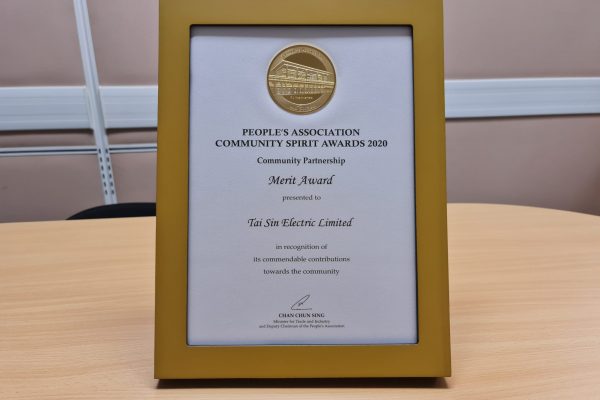 PEOPLE'S ASSOCIATION
COMMUNITY SPIRIT AWARDS 2020
Community Partnership
Merit Award
presented to
Tai Sin Electric Limited
in recognition of
its commendable contributions
towards the community
CHAN CHUN SING
Minister for Trade and Industry
and Deputy Chairman of the People's Association